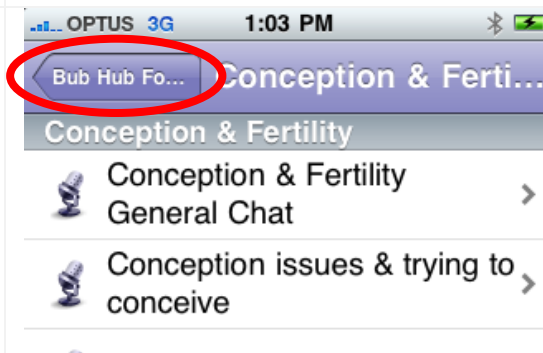 OPTUS 3G 1:03 PM
Bub Hub Fo... Conception & Ferti...
Conception & Fertility
Conception & Fertility
General Chat
Conception issues & trying to
conceive